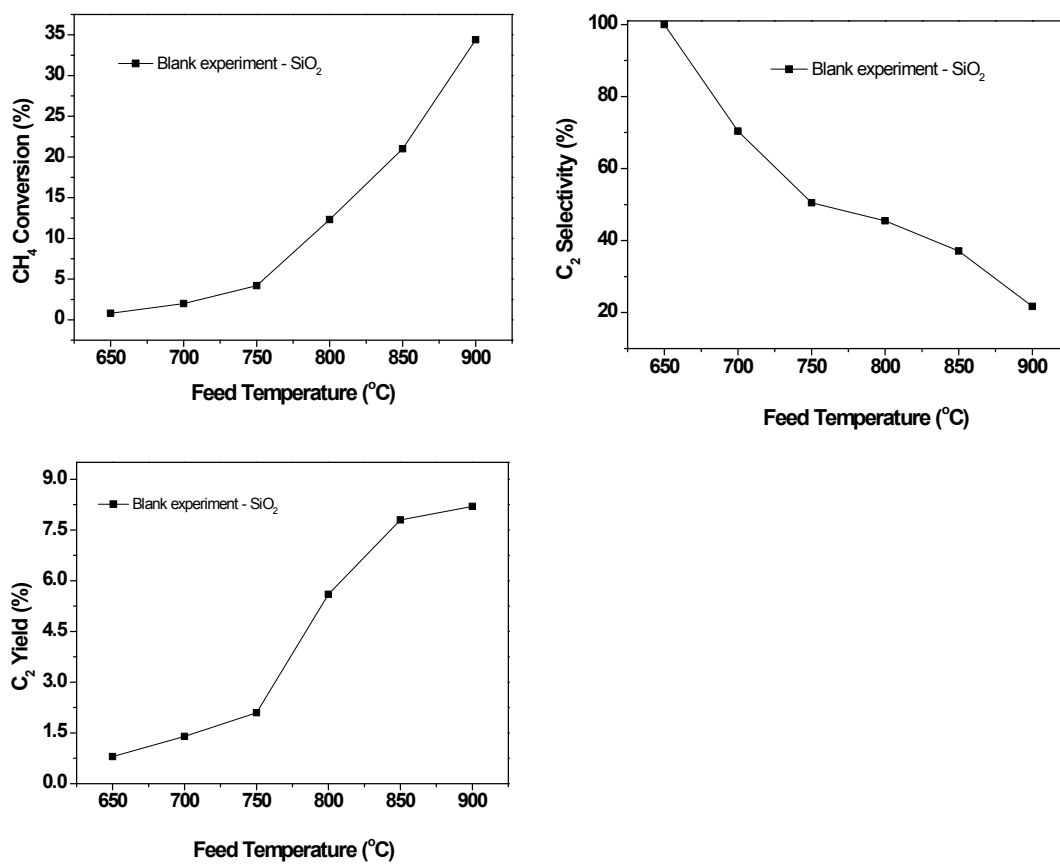 35
30
25
20
15
10
5
0
CH₄ Conversion (%)
Blank experiment - SiO₂
650 700 750 800 850 900
Feed Temperature (°C)
100
80
60
40
20
C₂ Selectivity (%)
Blank experiment - SiO₂
650 700 750 800 850 900
Feed Temperature (°C)
9.0
7.5
6.0
4.5
3.0
1.5
0.0
C₂ Yield (%)
Blank experiment - SiO₂
650 700 750 800 850 900
Feed Temperature (°C)